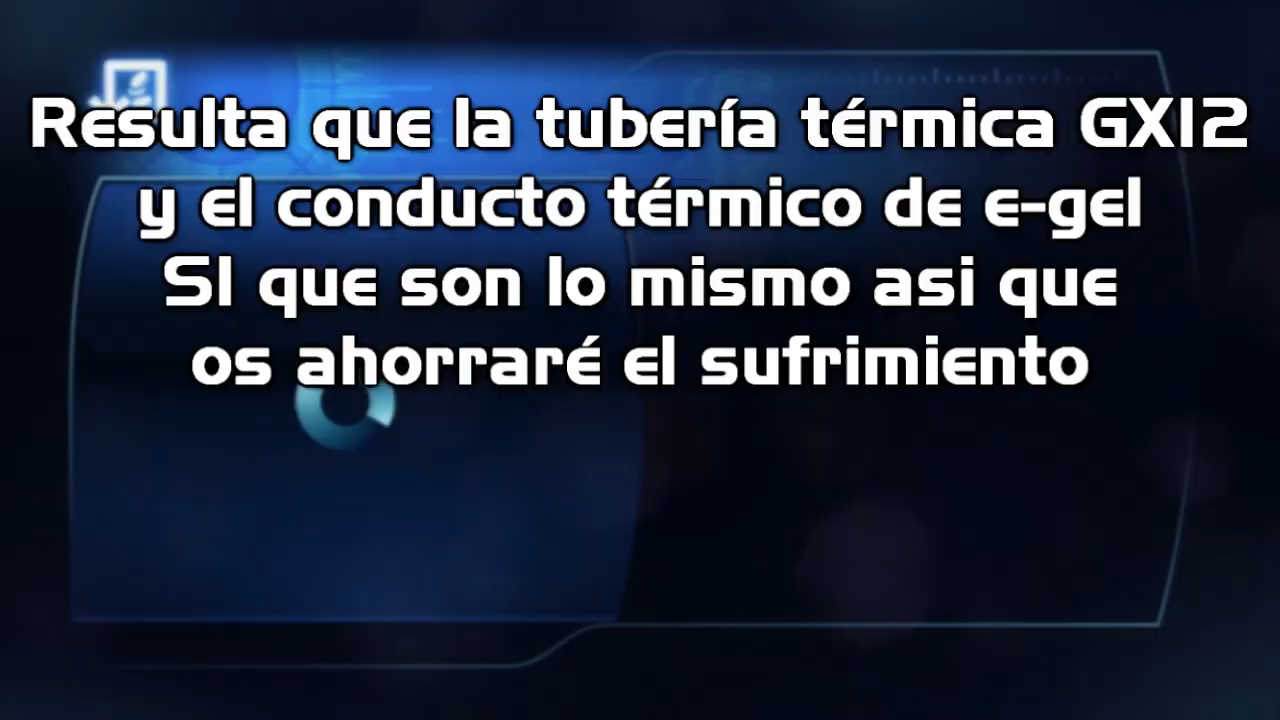 Resulta que la tubería térmica GX12
y el conducto térmico de e-gel
SI que son lo mismo asi que
os ahorraré el sufrimiento